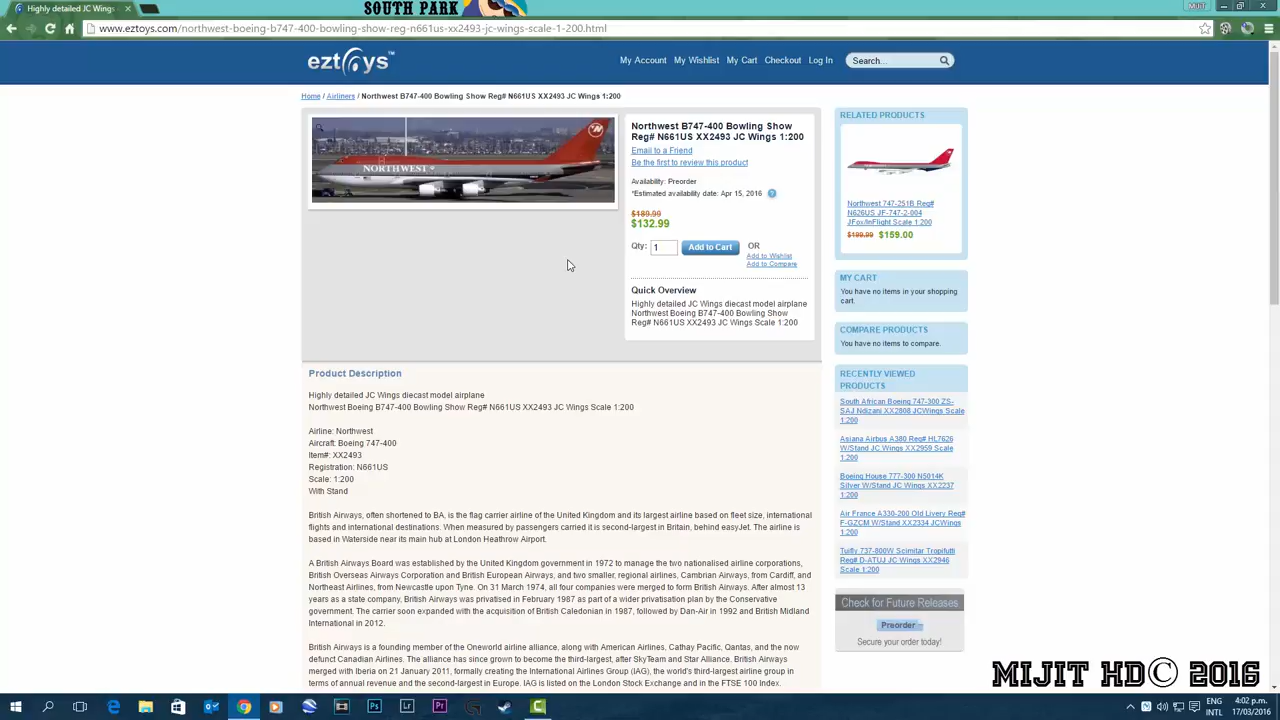 SOUTH PARK
Highly detailed JC Wings
MIJIT
www.eztoys.com/northwest-boeing-b747-400-bowling-show-reg-n661us-xx2493-jc-wings-scale-1-200.html
eztoys™
My Account My Wishlist My Cart Checkout Log In
Search...
Home / Airliners / Northwest B747-400 Bowling Show Reg# N661US XX2493 JC Wings 1:200
NORTHWEST
Northwest B747-400 Bowling Show
Reg# N661US XX2493 JC Wings 1:200
Email to a Friend
Be the first to review this product
Availability: Preorder
*Estimated availability date: Apr 15, 2016 ?
$189.99
$132.99
Qty: 1 Add to Cart OR
Add to Wishlist
Add to Compare
Quick Overview
Highly detailed JC Wings diecast model airplane
Northwest Boeing B747-400 Bowling Show
Reg# N661US XX2493 JC Wings Scale 1:200
Product Description
Highly detailed JC Wings diecast model airplane
Northwest Boeing B747-400 Bowling Show Reg# N661US XX2493 JC Wings Scale 1:200
Airline: Northwest
Aircraft: Boeing 747-400
Item#: XX2493
Registration: N661US
Scale: 1:200
With Stand
British Airways, often shortened to BA, is the flag carrier airline of the United Kingdom and its largest airline based on fleet size, international
flights and international destinations. When measured by passengers carried it is second-largest in Britain, behind easyJet. The airline is
based in Waterside near its main hub at London Heathrow Airport.
A British Airways Board was established by the United Kingdom government in 1972 to manage the two nationalised airline corporations,
British Overseas Airways Corporation and British European Airways, and two smaller, regional airlines, Cambrian Airways, from Cardiff, and
Northeast Airlines, from Newcastle upon Tyne. On 31 March 1974, all four companies were merged to form British Airways. After almost 13
years as a state company, British Airways was privatised in February 1987 as part of a wider privatisation plan by the Conservative
government. The carrier soon expanded with the acquisition of British Caledonian in 1987, followed by Dan-Air in 1992 and British Midland
International in 2012.
British Airways is a founding member of the Oneworld airline alliance, along with American Airlines, Cathay Pacific, Qantas, and the now
defunct Canadian Airlines. The alliance has since grown to become the third-largest, after SkyTeam and Star Alliance. British Airways
merged with Iberia on 21 January 2011, formally creating the International Airlines Group (IAG), the world's third-largest airline group in
terms of annual revenue and the second-largest in Europe. IAG is listed on the London Stock Exchange and in the FTSE 100 Index.
RELATED PRODUCTS
Northwest 747-251B Reg#
N626US JF-747-2-004
JFox/InFlight Scale 1:200
$199.99 $159.00
MY CART
You have no items in your shopping
cart.
COMPARE PRODUCTS
You have no items to compare.
RECENTLY VIEWED
PRODUCTS
South African Boeing 747-300 ZS-
SAJ Ndizani XX2808 JCWings Scale
1:200
Asiana Airbus A380 Reg# HL7626
W/Stand JC Wings XX2959 Scale
1:200
Boeing House 777-300 N5014K
Silver W/Stand JC Wings XX2237
1:200
Air France A330-200 Old Livery Reg#
F-GZCM W/Stand XX2334 JCWings
1:200
Tuifly 737-800W Scimitar Tropifutti
Reg# D-ATUJ JC Wings XX2946
Scale 1:200
Check for Future Releases
Preorder
Secure your order today!
MIJIT HD© 2016
ENG
INTL
4:02 p.m.
17/03/2016